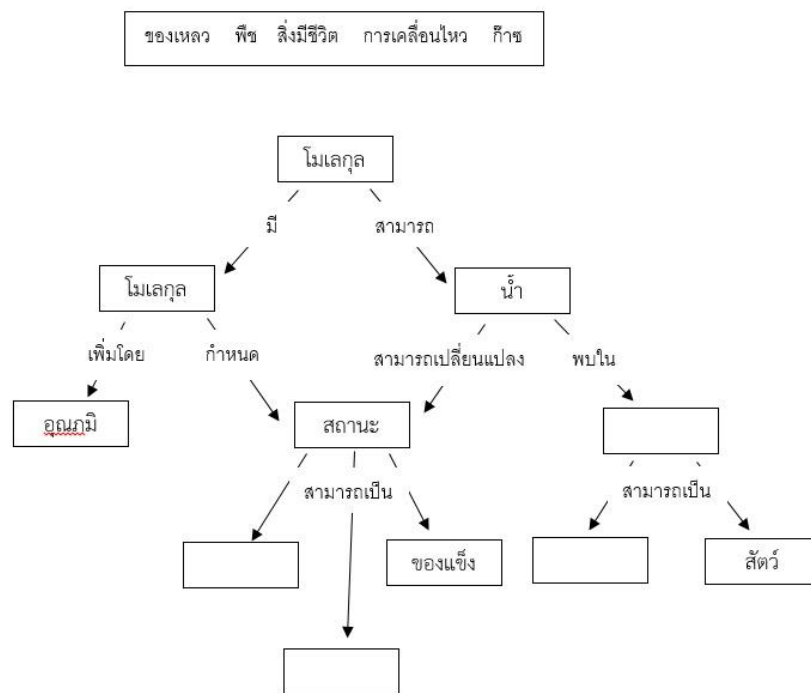 ของเหลว พืช สิ่งมีชีวิต การเคลื่อนไหว ก๊าซ
โมเลกุล
มี สามารถ
โมเลกุล น้ำ
เพิ่มโดย กำหนด สามารถเปลี่ยนแปลง พบใน
อุณภมิ สถานะ
สามารถเป็น สามารถเป็น
ของแข็ง สัตว์